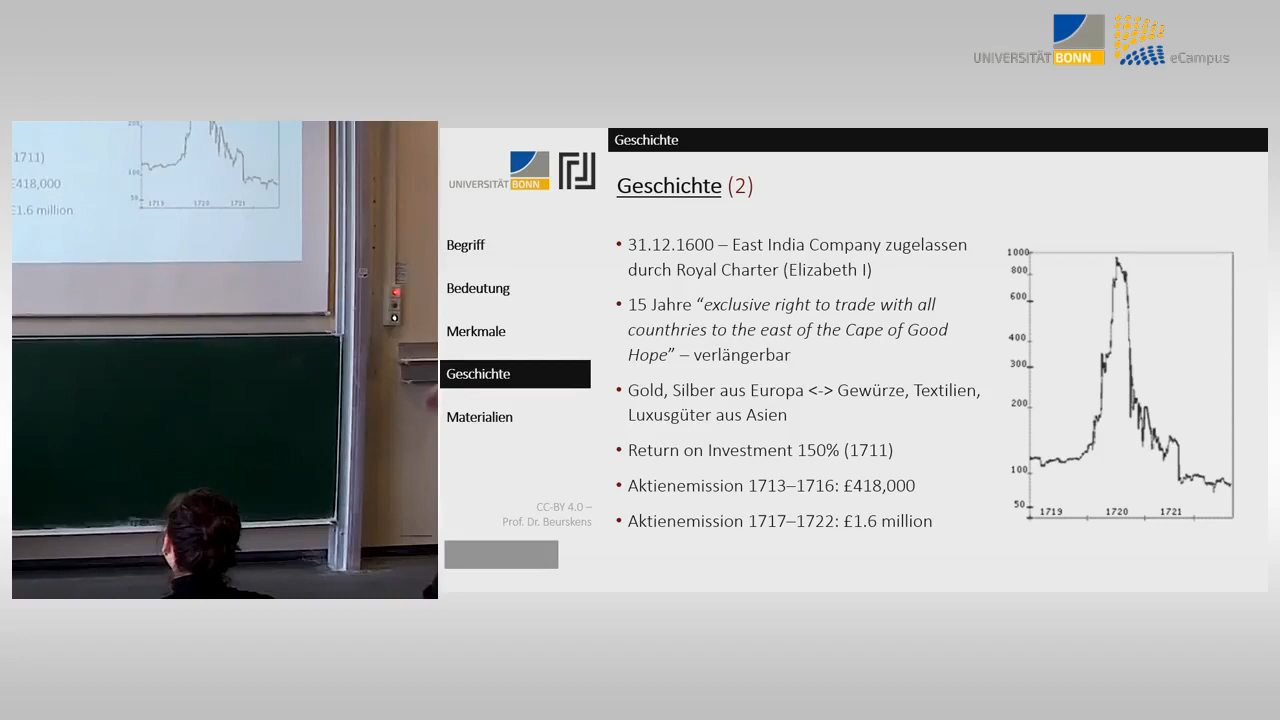 UNIVERSITÄT BONN
eCampus
200
1711)
100
£418,000
50
1719 1720 1721
£1.6 million
UNIVERSITÄT BONN
Begriff
Bedeutung
Merkmale
Geschichte
Materialien
CC-BY 4.0 –
Prof. Dr. Beurskens
Geschichte
Geschichte (2)
• 31.12.1600 – East India Company zugelassen
durch Royal Charter (Elizabeth I)
• 15 Jahre “exclusive right to trade with all
counthries to the east of the Cape of Good
Hope” – verlängerbar
• Gold, Silber aus Europa <-> Gewürze, Textilien,
Luxusgüter aus Asien
• Return on Investment 150% (1711)
• Aktienemission 1713–1716: £418,000
• Aktienemission 1717–1722: £1.6 million
1000
800
600
400
300
200
100
50
1719 1720 1721